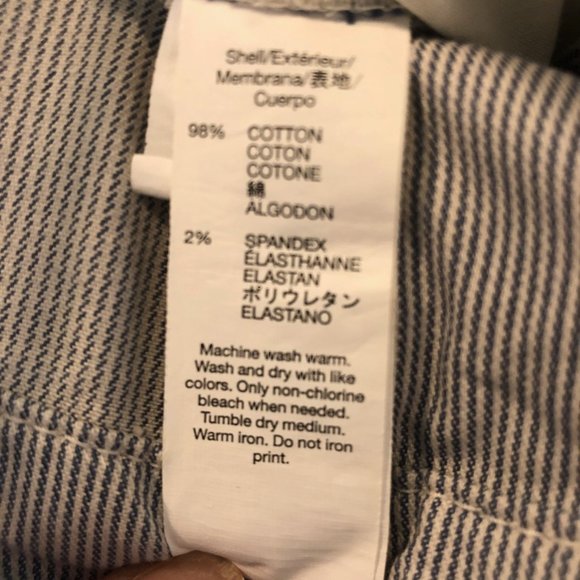 Shell/Extérieur/
Membrana/表地/
Cuerpo
98% COTTON
COTON
COTONE
綿
ALGODON
2% SPANDEX
ÉLASTHANNE
ELASTAN
ポリウレタン
ELASTANO
Machine wash warm.
Wash and dry with like
colors. Only non-chlorine
bleach when needed.
Tumble dry medium.
Warm iron. Do not iron
print.